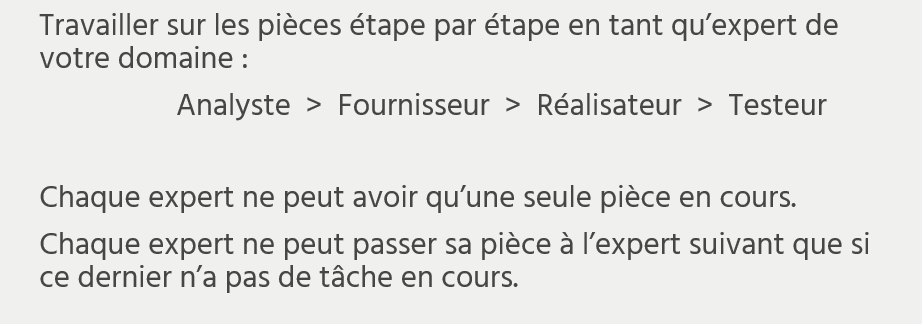 Travailler sur les pièces étape par étape en tant qu’expert de
votre domaine :
Analyste > Fournisseur > Réalisateur > Testeur
Chaque expert ne peut avoir qu’une seule pièce en cours.
Chaque expert ne peut passer sa pièce à l’expert suivant que si
ce dernier n’a pas de tâche en cours.